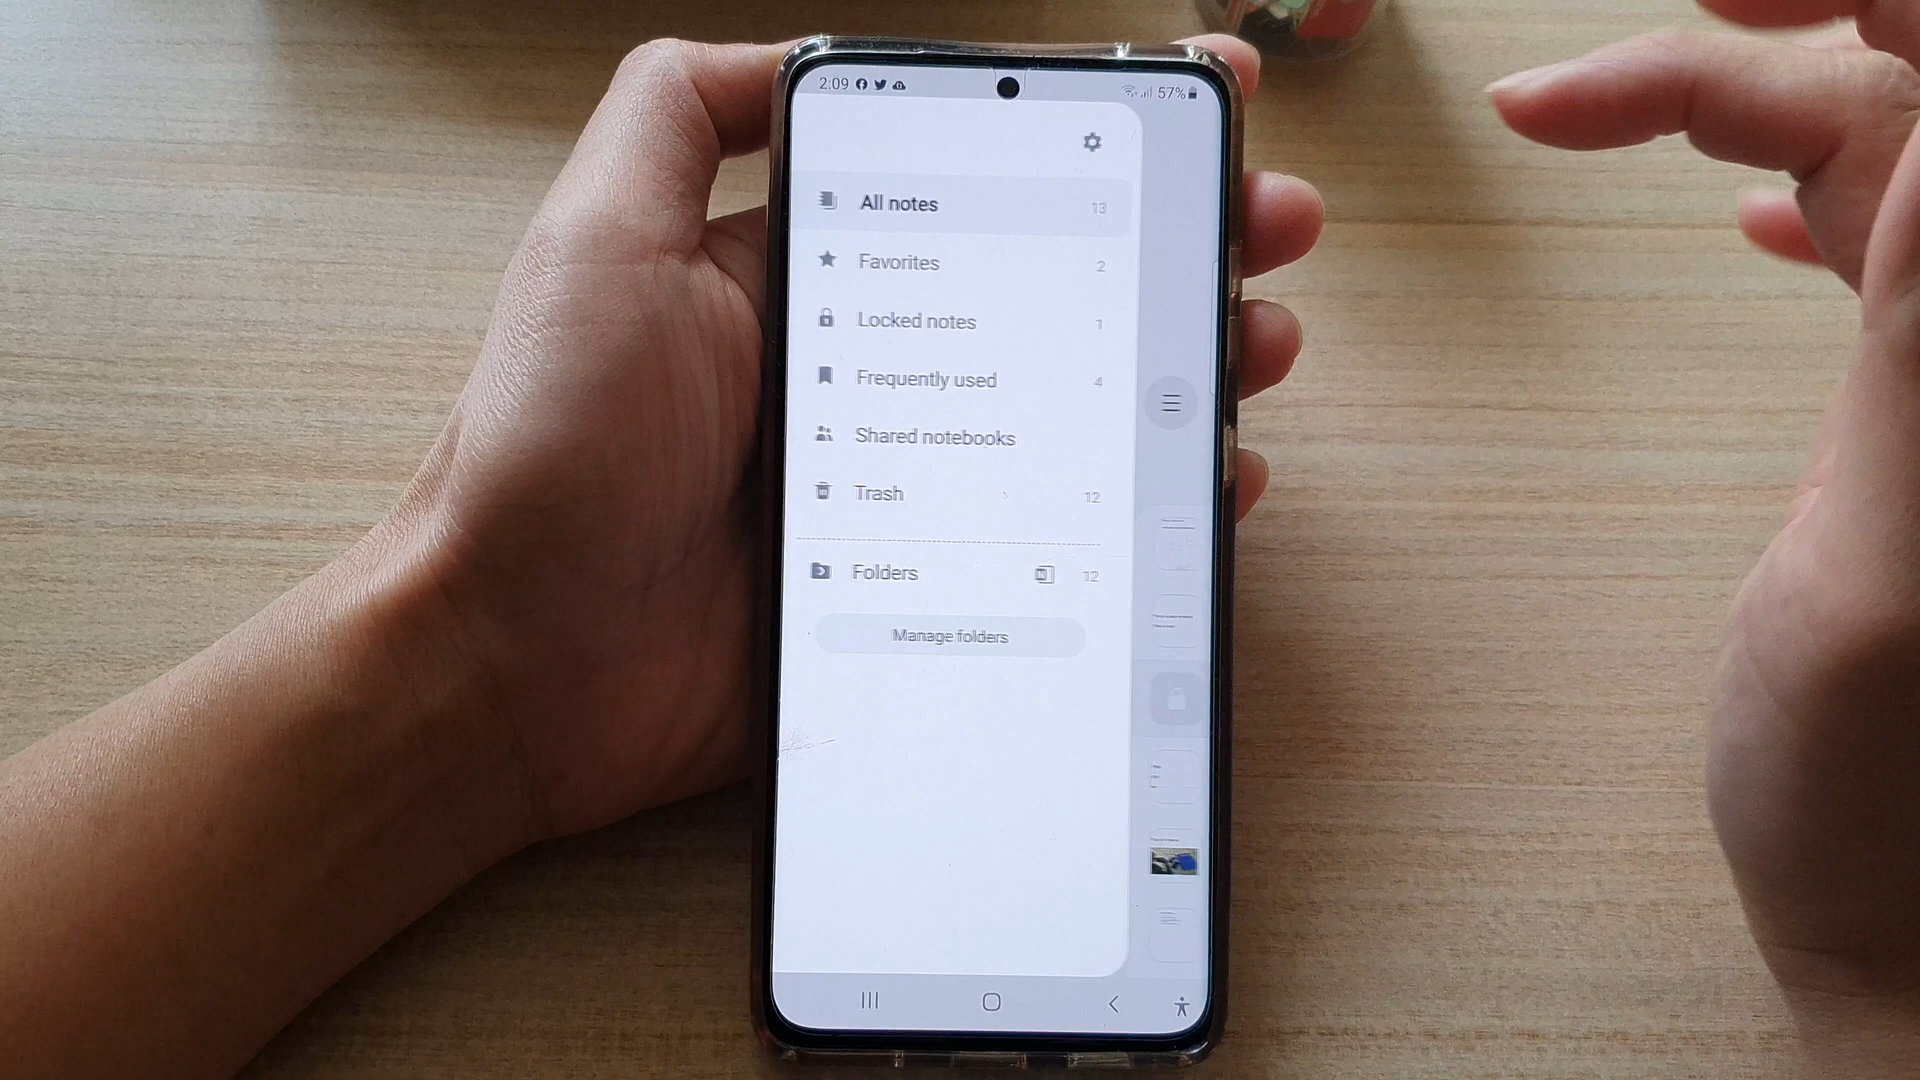 2:09 57%
All notes 13
Favorites 2
Locked notes 1
Frequently used 4
Shared notebooks
Trash 12
Folders 12
Manage folders